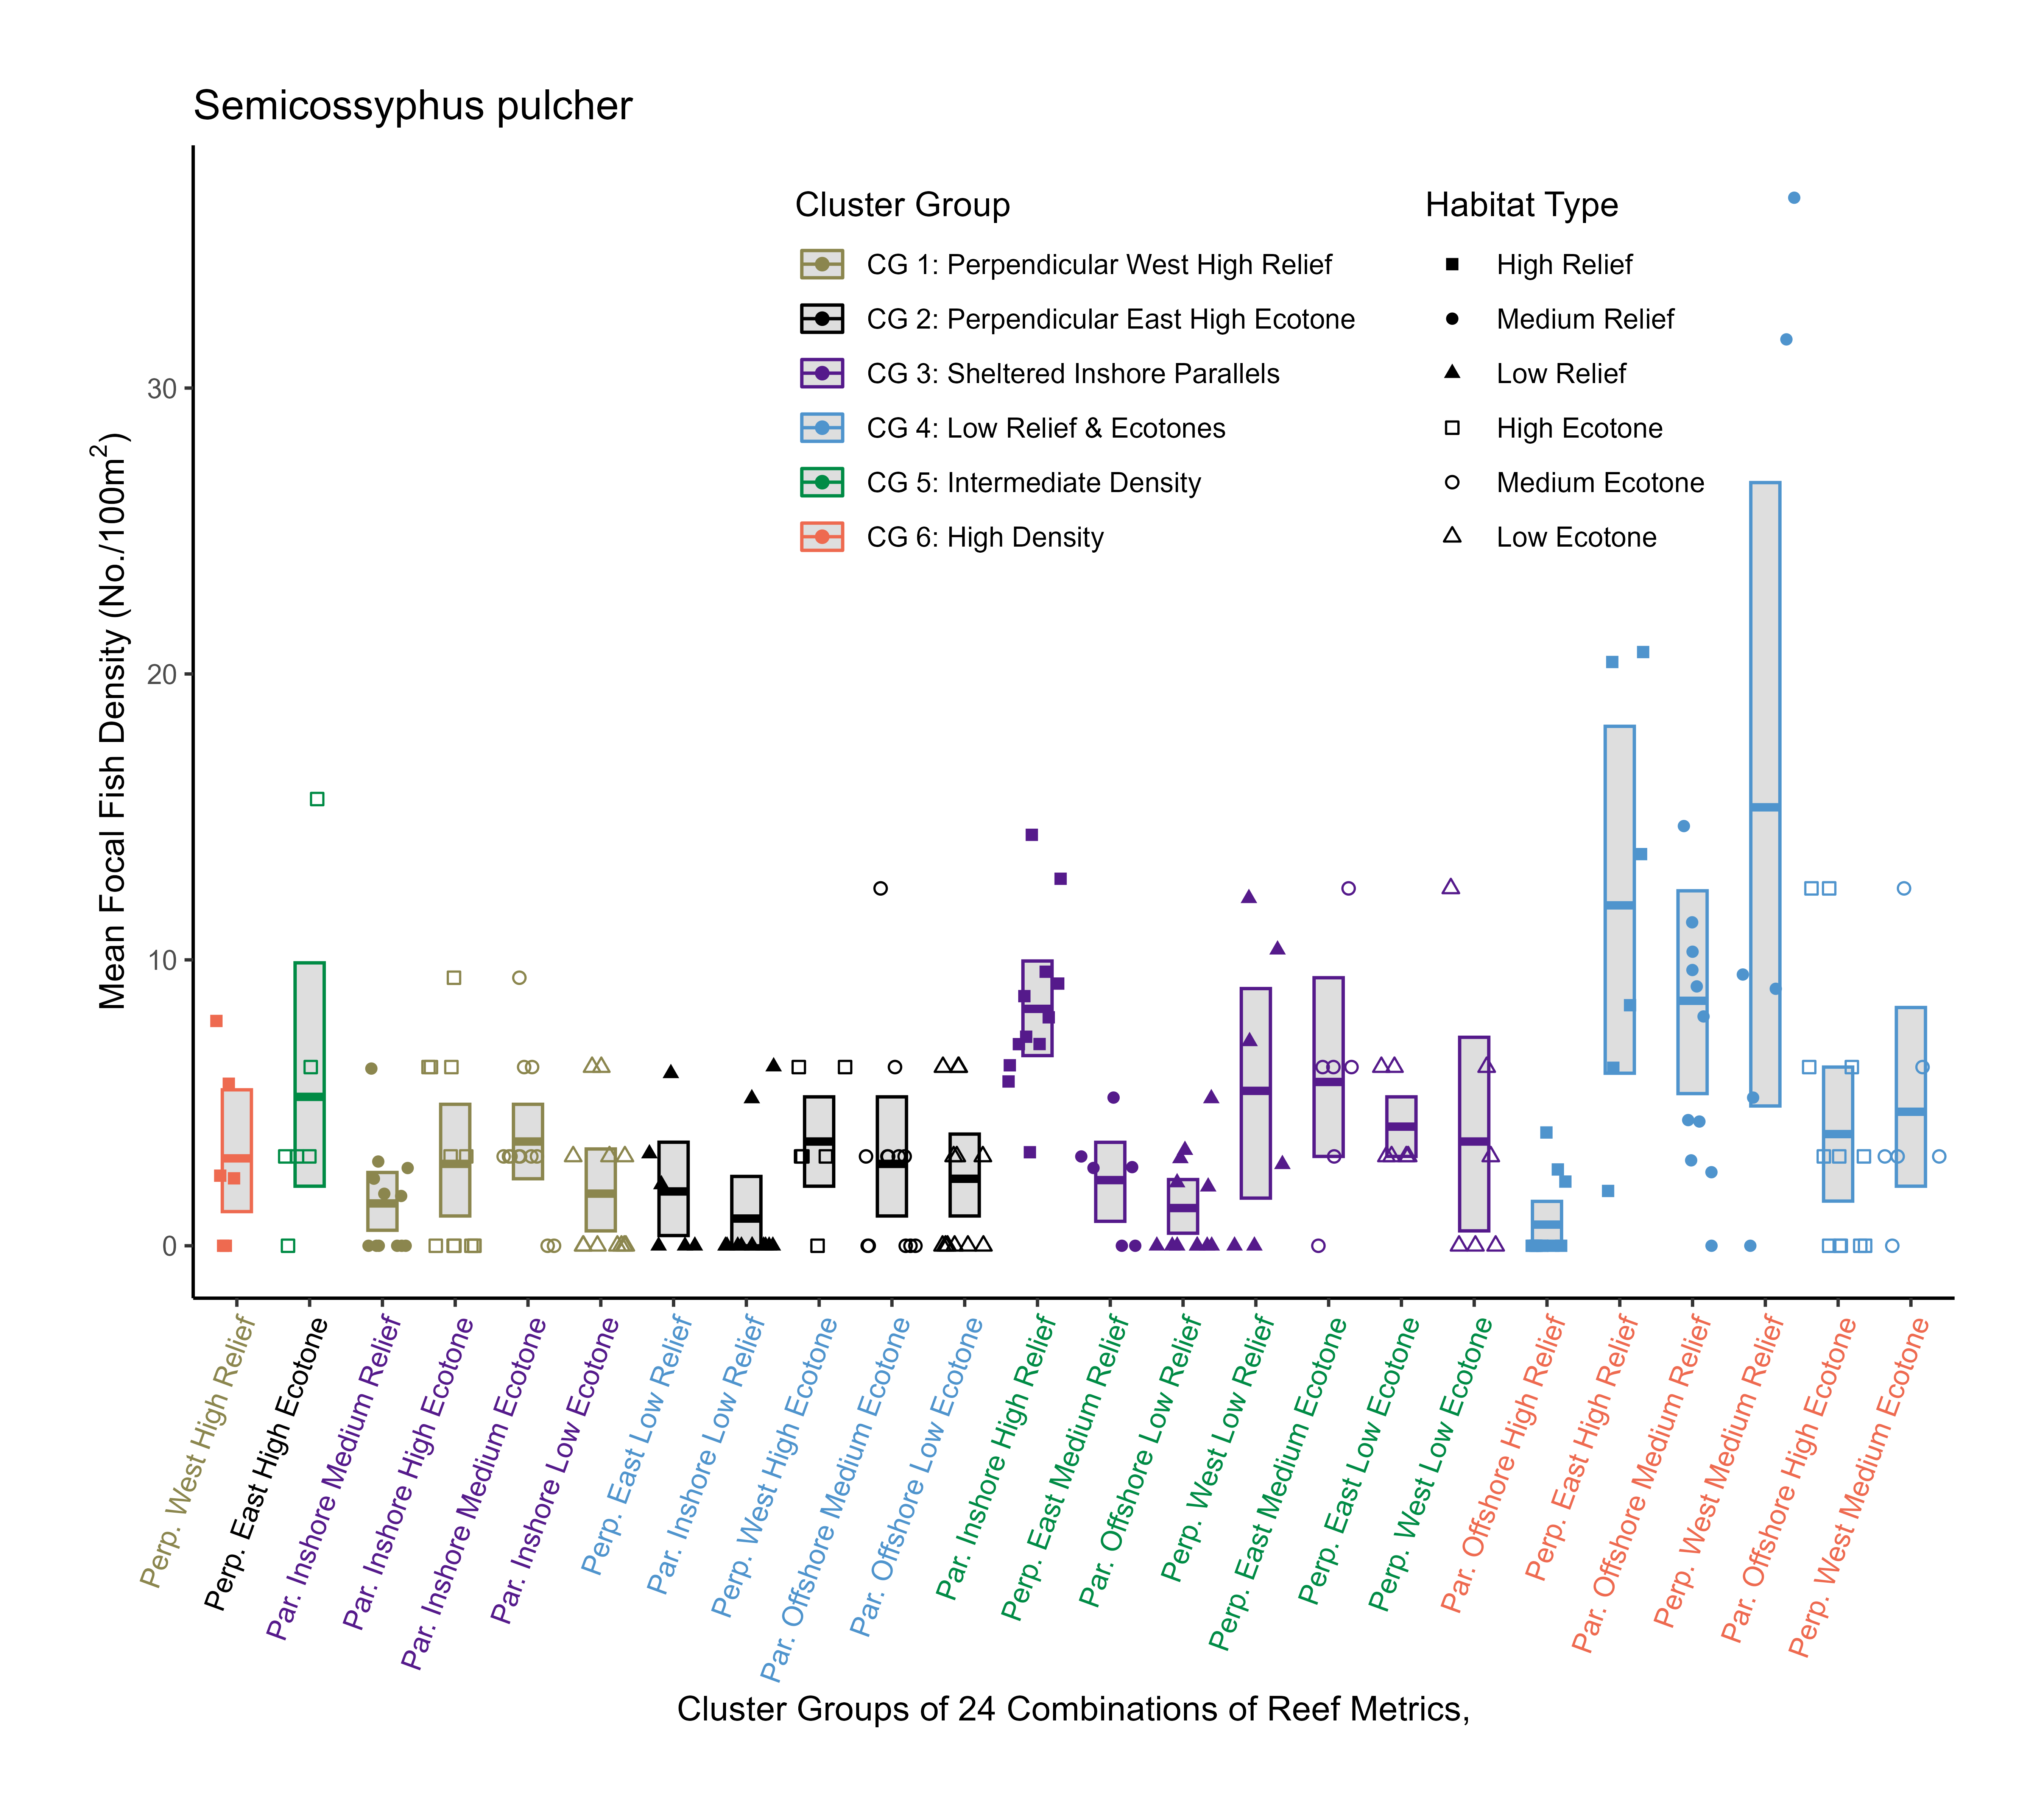 Semicossyphus pulcher
Mean Focal Fish Density (No./100m²)
30
20
10
0
Cluster Group
CG 1: Perpendicular West High Relief
CG 2: Perpendicular East High Ecotone
CG 3: Sheltered Inshore Parallels
CG 4: Low Relief & Ecotones
CG 5: Intermediate Density
CG 6: High Density
Habitat Type
High Relief
Medium Relief
Low Relief
High Ecotone
Medium Ecotone
Low Ecotone
Perp. West High Relief
Perp. East High Ecotone
Par. Inshore Medium Relief
Par. Inshore High Ecotone
Par. Inshore Medium Ecotone
Par. Inshore Low Ecotone
Perp. East Low Relief
Par. Inshore Low Relief
Perp. West High Ecotone
Par. Offshore Medium Ecotone
Par. Offshore Low Ecotone
Par. Inshore High Relief
Perp. East Medium Relief
Par. Offshore Low Relief
Perp. West Low Relief
Perp. East Medium Ecotone
Perp. East Low Ecotone
Perp. West Low Ecotone
Par. Offshore High Relief
Perp. East High Relief
Par. Offshore Medium Relief
Perp. West Medium Relief
Par. Offshore High Ecotone
Perp. West Medium Ecotone
Cluster Groups of 24 Combinations of Reef Metrics,